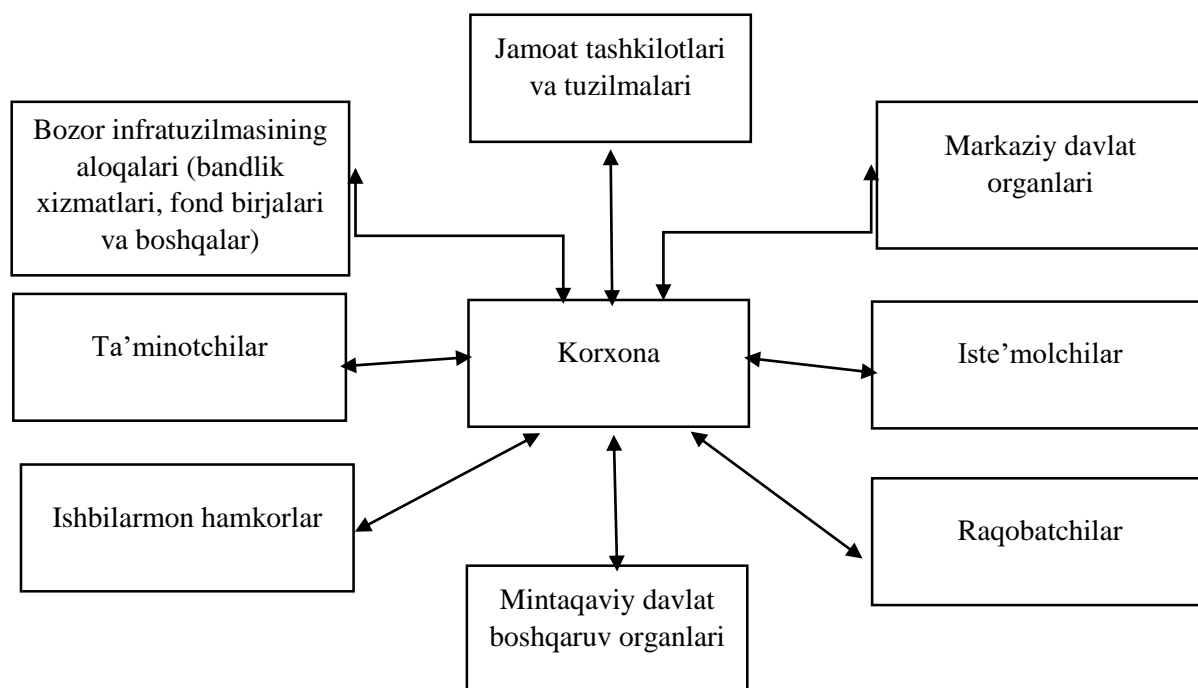 Jamoat tashkilotlari
va tuzilmalari
Bozor infratuzilmasining
aloqalari (bandlik
xizmatlari, fond birjalari
va boshqalar)
Markaziy davlat
organlari
Ta’minotchilar
Korxona
Iste’molchilar
Ishbilarmon hamkorlar
Raqobatchilar
Mintaqaviy davlat
boshqaruv organlari